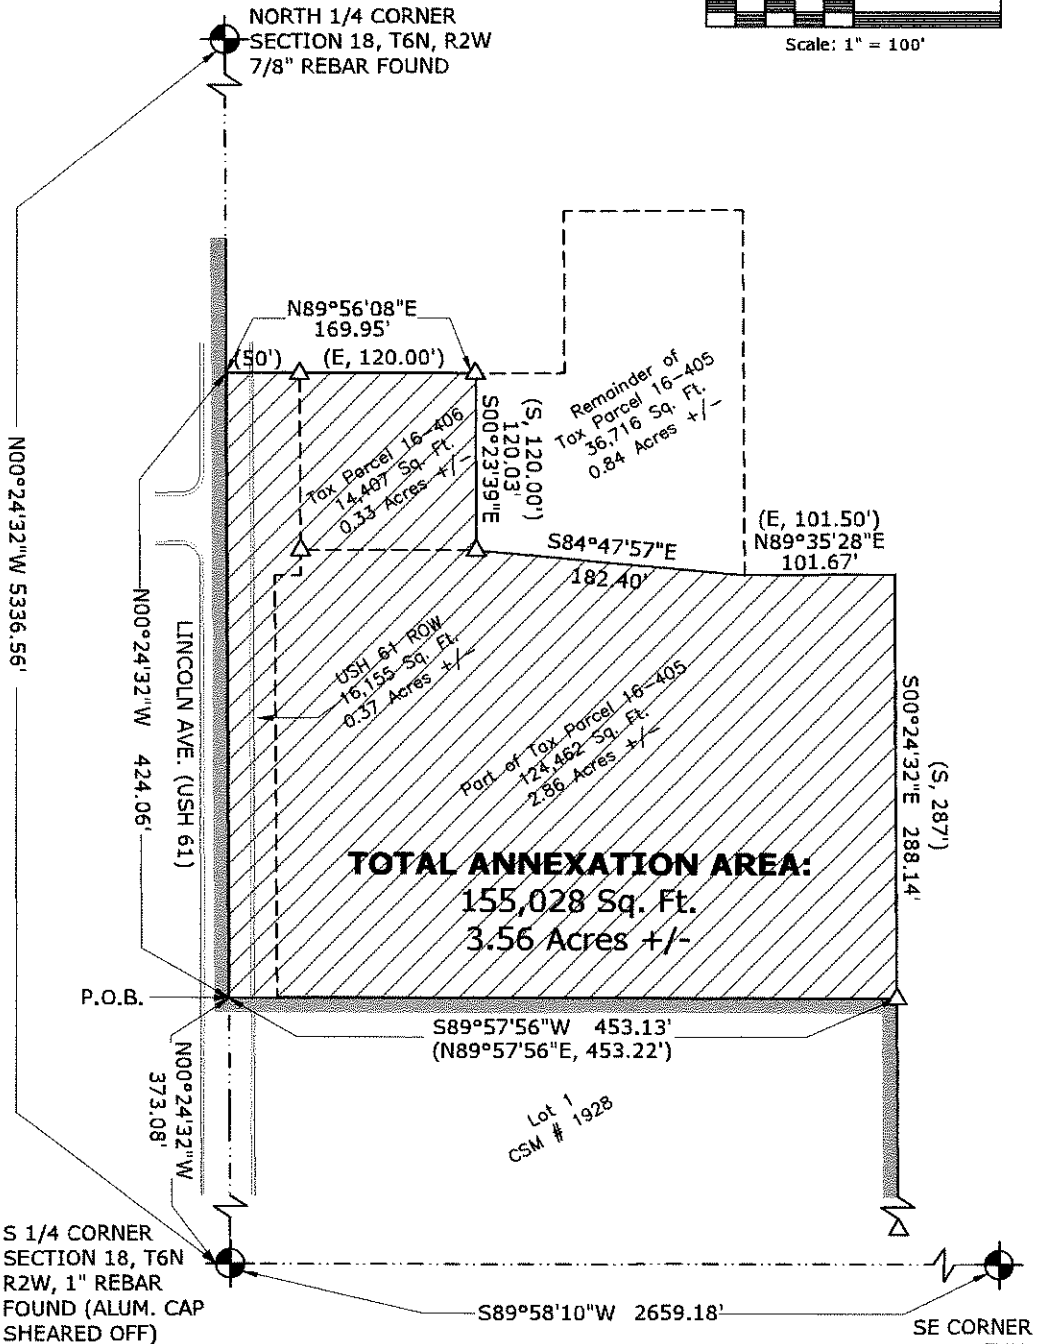 NORTH 1/4 CORNER
SECTION 18, T6N, R2W
7/8" REBAR FOUND
Scale: 1" = 100'
N89°56'08"E
169.95'
(50')
(E, 120.00')
Tax Parcel 16-406
14,407 Sq. Ft.
0.33 Acres +/-
(S, 120.00')
120.03'
S00°23'39"E
Remainder of
Tax Parcel 16-405
36,716 Sq. Ft.
0.84 Acres +/-
(E, 101.50')
N89°35'28"E
101.67'
S84°47'57"E
182.40'
N00°24'32"W 5336.56'
N00°24'32"W 424.06'
LINCOLN AVE. (USH 61)
USH 61 ROW
16,155 Sq. Ft.
0.37 Acres +/-
Part of Tax Parcel 16-405
124,462 Sq. Ft.
2.86 Acres +/-
(S, 287')
S00°24'32"E 288.14'
TOTAL ANNEXATION AREA:
155,028 Sq. Ft.
3.56 Acres +/-
P.O.B.
S89°57'56"W 453.13'
(N89°57'56"E, 453.22')
N00°24'32"W
373.08'
Lot 1
CSM # 1928
S 1/4 CORNER
SECTION 18, T6N
R2W, 1" REBAR
FOUND (ALUM. CAP
SHEARED OFF)
S89°58'10"W 2659.18'
SE CORNER